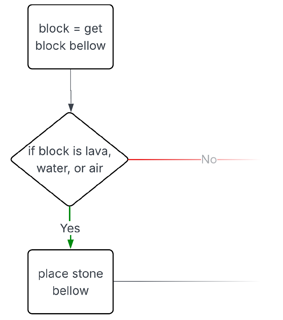 block = get
block bellow
if block is lava,
water, or air
No
Yes
place stone
bellow